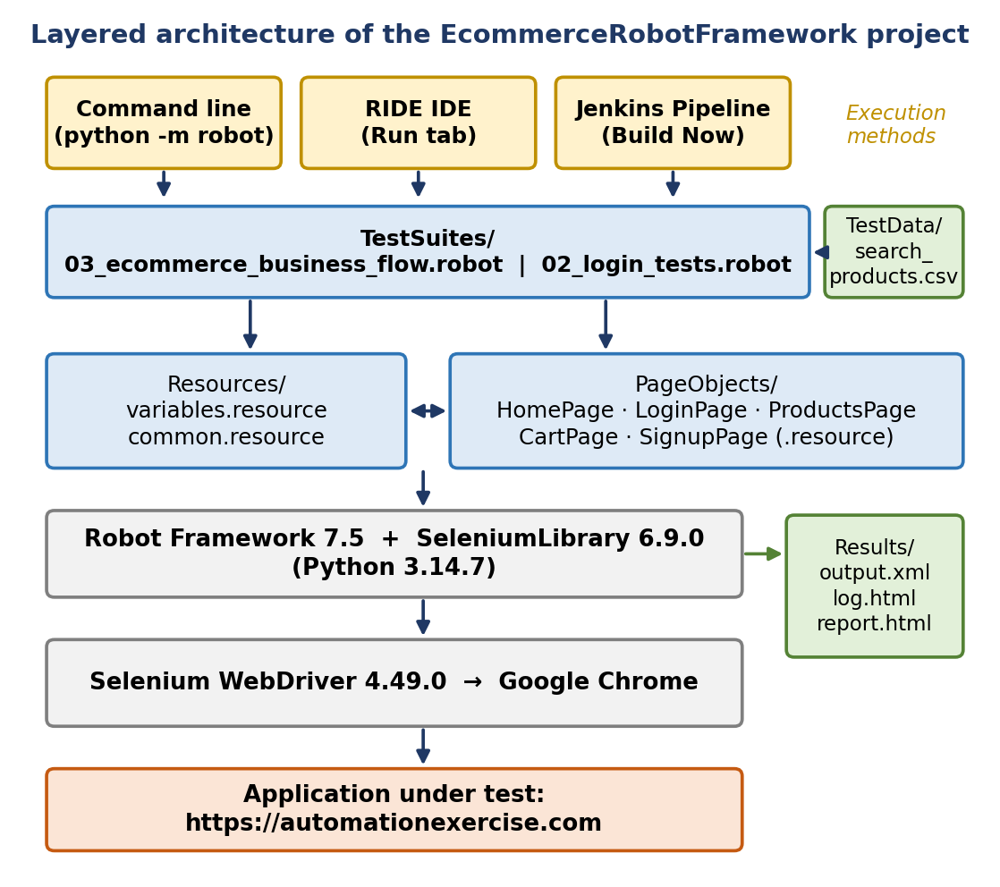 Layered architecture of the EcommerceRobotFramework project
Command line
(python -m robot)
RIDE IDE
(Run tab)
Jenkins Pipeline
(Build Now)
Execution
methods
TestSuites/
03_ecommerce_business_flow.robot | 02_login_tests.robot
TestData/
search_
products.csv
Resources/
variables.resource
common.resource
PageObjects/
HomePage · LoginPage · ProductsPage
CartPage · SignupPage (.resource)
Robot Framework 7.5 + SeleniumLibrary 6.9.0
(Python 3.14.7)
Results/
output.xml
log.html
report.html
Selenium WebDriver 4.49.0 → Google Chrome
Application under test:
https://automationexercise.com